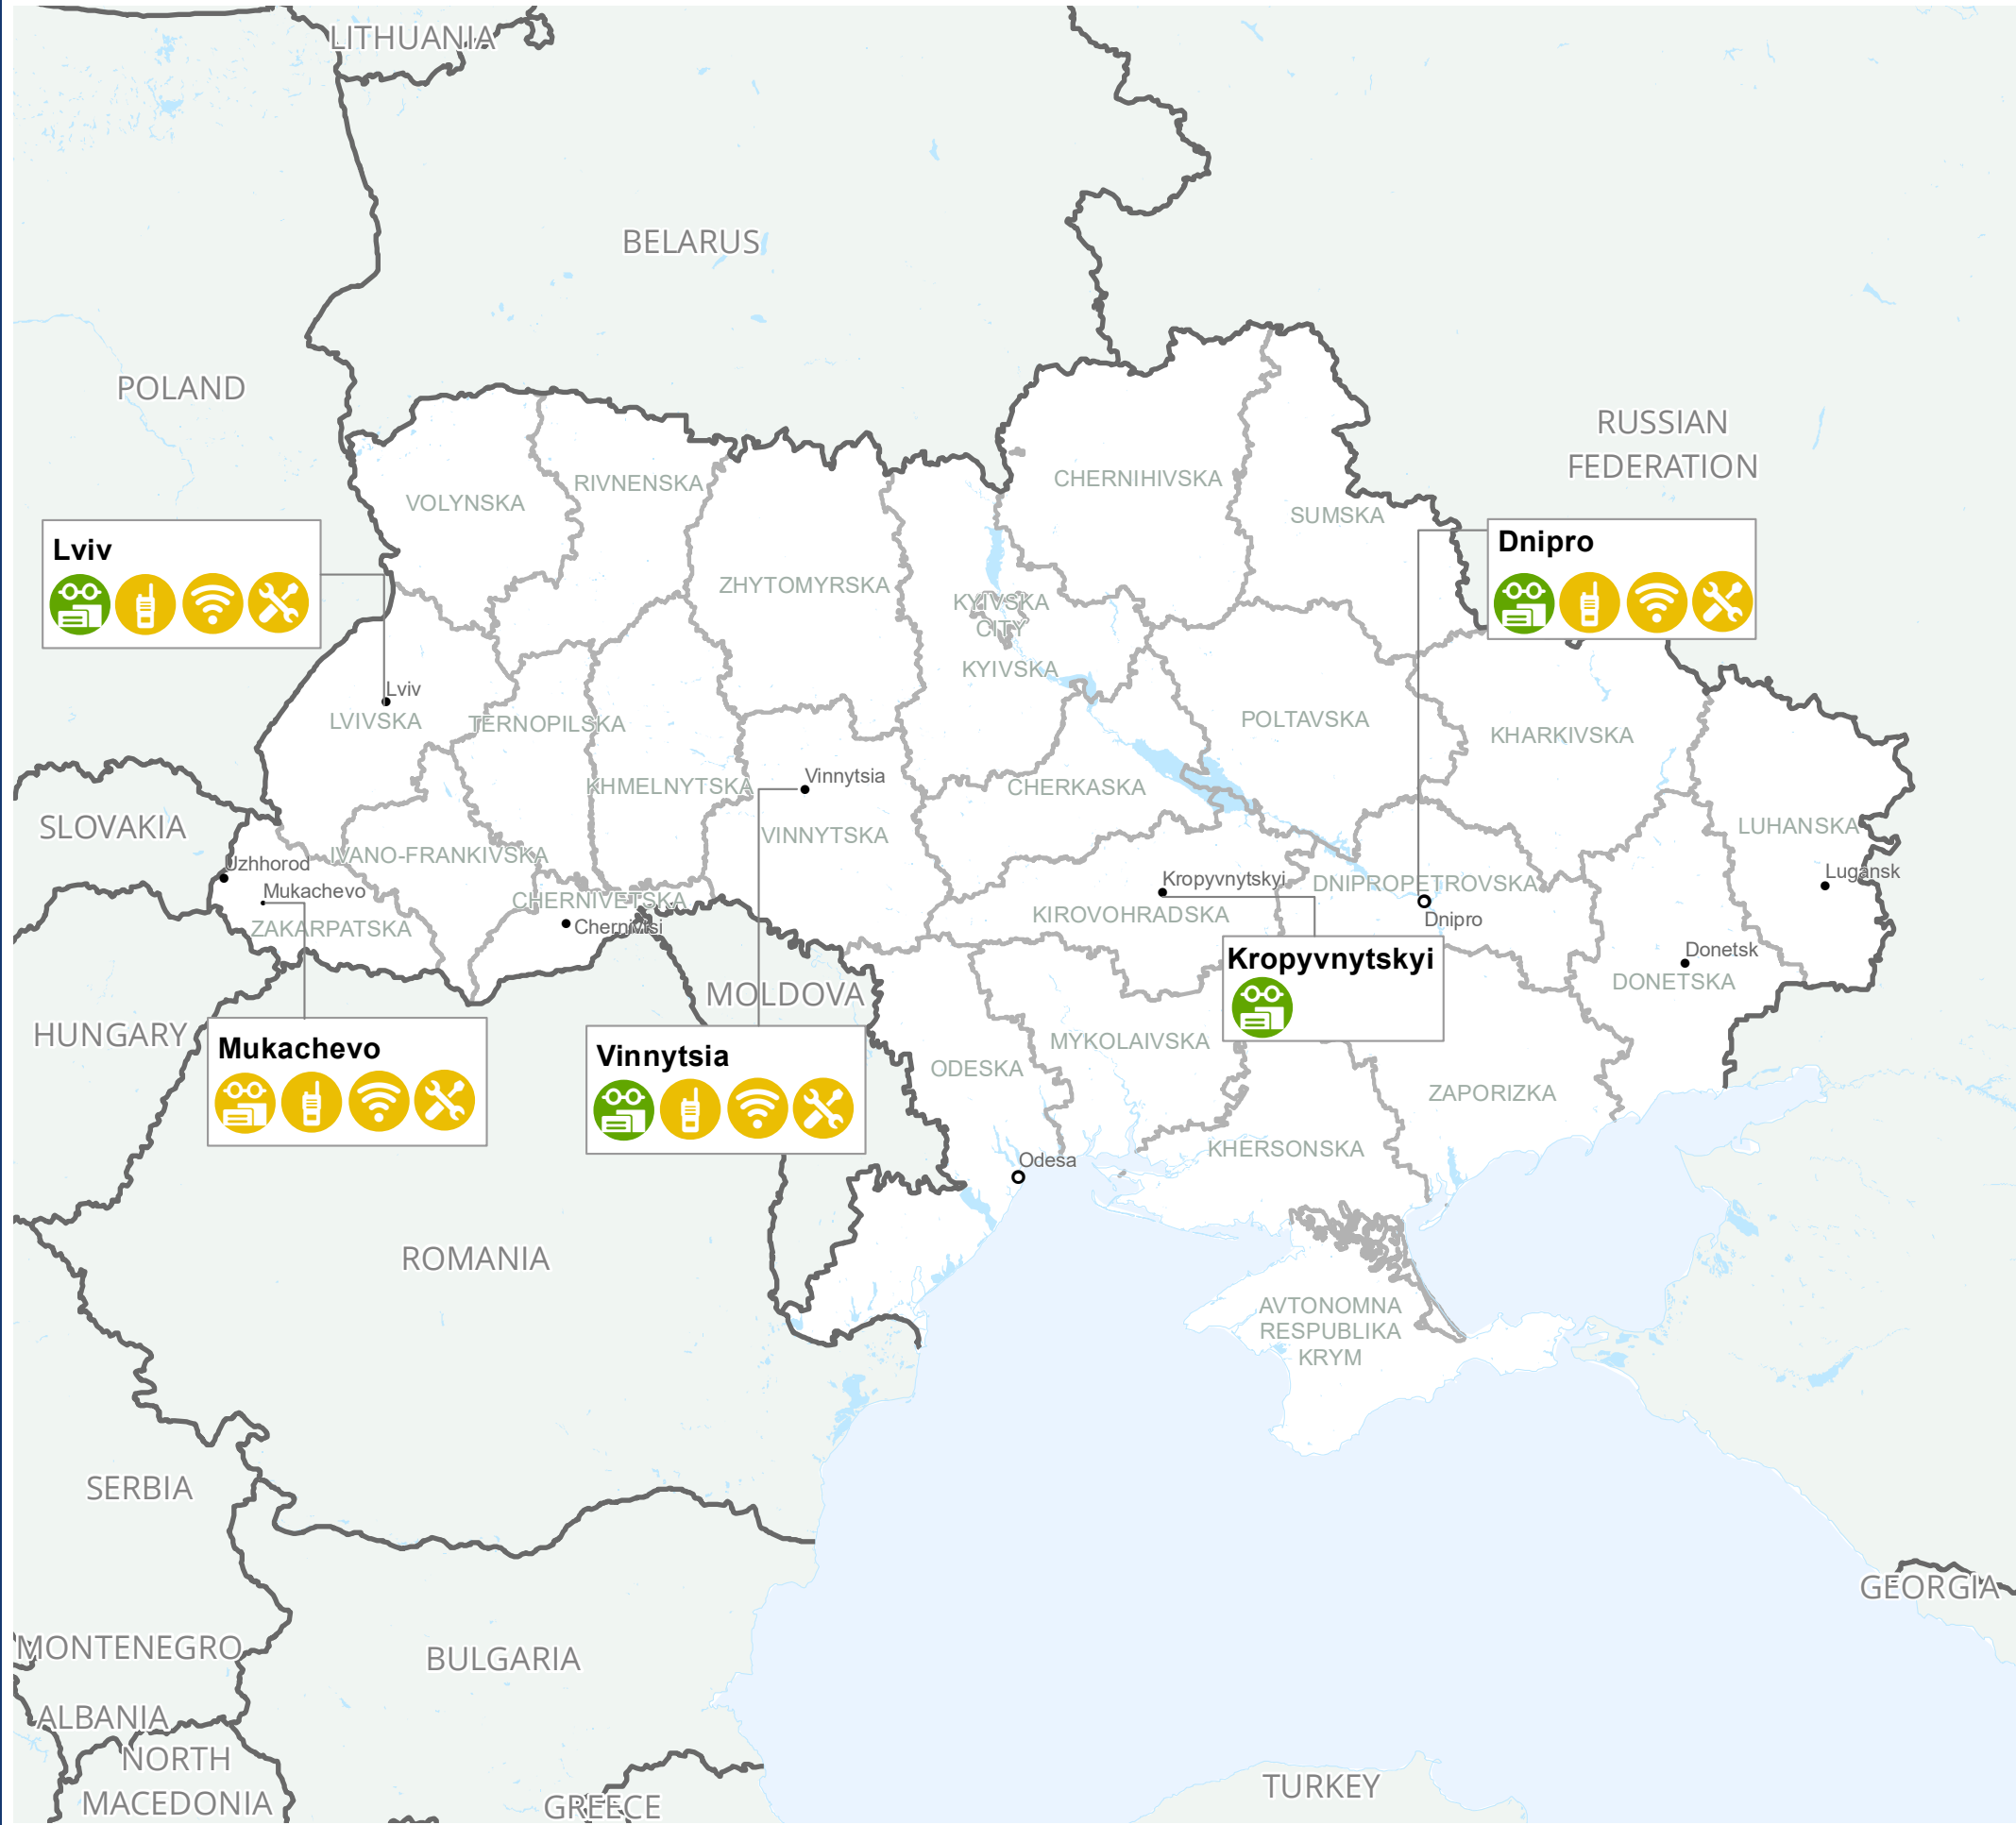 LITHUANIA
BELARUS
POLAND
RUSSIAN
FEDERATION
CHERNIHIVSKA
RIVNENSKA
VOLYNSKA
SUMSKA
Lviv
Dnipro
ZHYTOMYRSKA
KYIVSKA
CITY
KYIVSKA
Lviv
LVIVSKA
TERNOPILSKA
POLTAVSKA
KHARKIVSKA
Vinnytsia
KHMELNYTSKA
CHERKASKA
SLOVAKIA
VINNYTSKA
LUHANSKA
IVANO-FRANKIVSKA
Uzhhorod
Mukachevo
Kropyvnytskyi
DNIPROPETROVSKA
Lugansk
CHERNIVETSKA
KIROVOHRADSKA
Dnipro
ZAKARPATSKA
Chernivtsi
Donetsk
Kropyvnytskyi
DONETSKA
MOLDOVA
HUNGARY
Mukachevo
Vinnytsia
MYKOLAIVSKA
ODESKA
ZAPORIZKA
KHERSONSKA
Odesa
ROMANIA
AVTONOMNA
RESPUBLIKA
KRYM
SERBIA
GEORGIA
MONTENEGRO
BULGARIA
ALBANIA
NORTH
MACEDONIA
TURKEY
GREECE